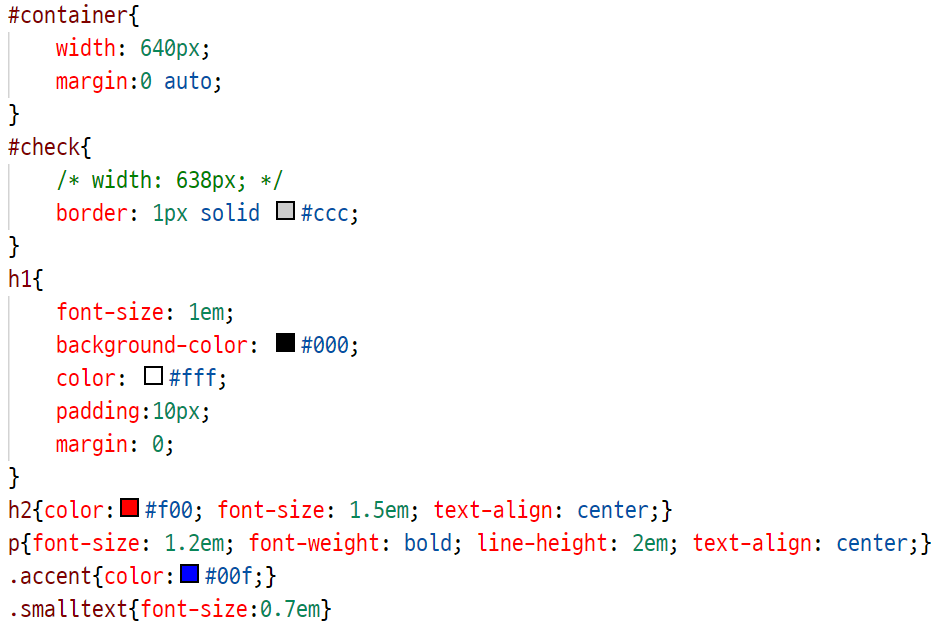 #container{
    width: 640px;
    margin:0 auto;
}
#check{
    /* width: 638px; */
    border: 1px solid #ccc;
}
h1{
    font-size: 1em;
    background-color: #000;
    color: #fff;
    padding:10px;
    margin: 0;
}
h2{color:#f00; font-size: 1.5em; text-align: center;}
p{font-size: 1.2em; font-weight: bold; line-height: 2em; text-align: center;}
.accent{color:#00f;}
.smalltext{font-size:0.7em}